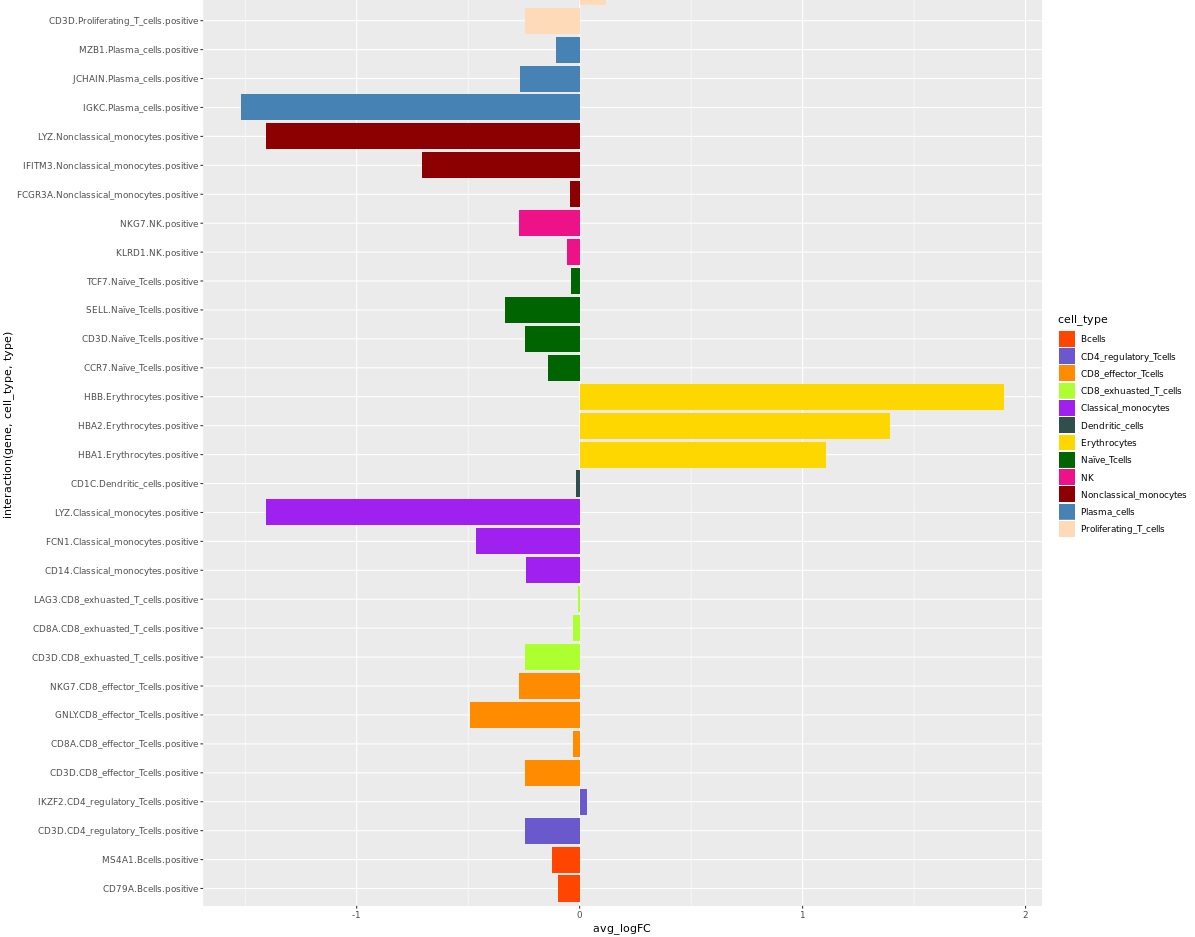 CD3D.Proliferating_T_cells.positive
MZB1.Plasma_cells.positive
JCHAIN.Plasma_cells.positive
IGKC.Plasma_cells.positive
LYZ.Nonclassical_monocytes.positive
IFITM3.Nonclassical_monocytes.positive
FCGR3A.Nonclassical_monocytes.positive
NKG7.NK.positive
KLRD1.NK.positive
TCF7.Naïve_Tcells.positive
SELL.Naïve_Tcells.positive
CD3D.Naïve_Tcells.positive
CCR7.Naïve_Tcells.positive
HBB.Erythrocytes.positive
HBA2.Erythrocytes.positive
HBA1.Erythrocytes.positive
CD1C.Dendritic_cells.positive
LYZ.Classical_monocytes.positive
FCN1.Classical_monocytes.positive
CD14.Classical_monocytes.positive
LAG3.CD8_exhuasted_T_cells.positive
CD8A.CD8_exhuasted_T_cells.positive
CD3D.CD8_exhuasted_T_cells.positive
NKG7.CD8_effector_Tcells.positive
GNLY.CD8_effector_Tcells.positive
CD8A.CD8_effector_Tcells.positive
CD3D.CD8_effector_Tcells.positive
IKZF2.CD4_regulatory_Tcells.positive
CD3D.CD4_regulatory_Tcells.positive
MS4A1.Bcells.positive
CD79A.Bcells.positive
interaction(gene, cell_type, type)
-1
0
1
2
avg_logFC
cell_type
Bcells
CD4_regulatory_Tcells
CD8_effector_Tcells
CD8_exhuasted_T_cells
Classical_monocytes
Dendritic_cells
Erythrocytes
Naïve_Tcells
NK
Nonclassical_monocytes
Plasma_cells
Proliferating_T_cells